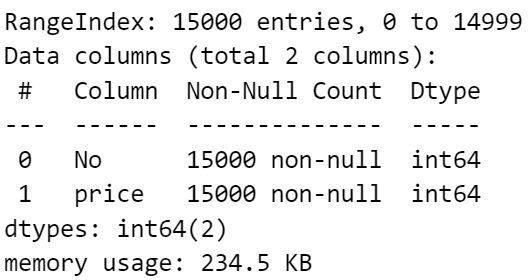 RangeIndex: 15000 entries, 0 to 14999
Data columns (total 2 columns):
 #   Column  Non-Null Count  Dtype
---  ------  --------------  -----
 0   No      15000 non-null  int64
 1   price   15000 non-null  int64
dtypes: int64(2)
memory usage: 234.5 KB